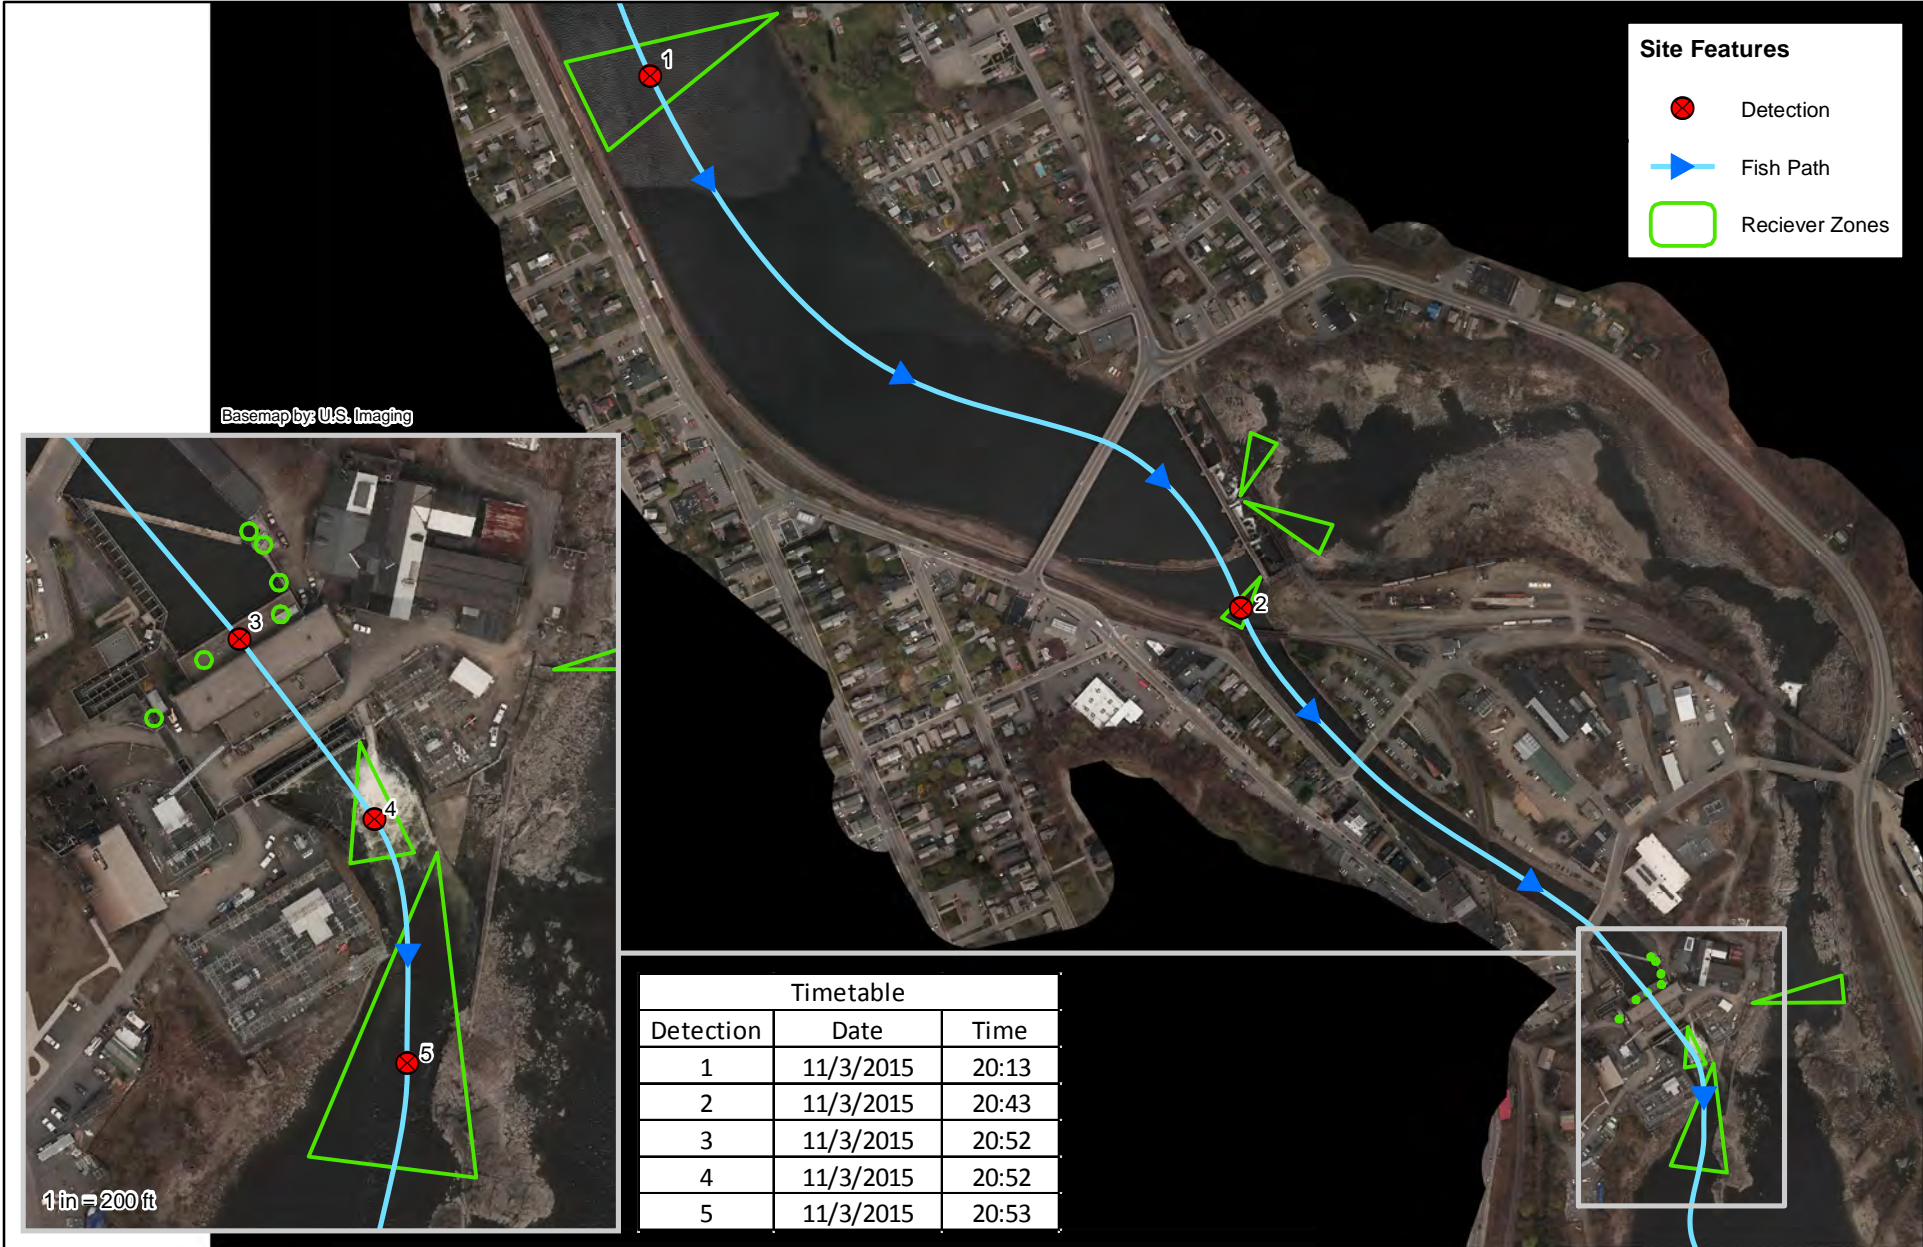 Site Features
Detection
Fish Path
Reciever Zones
1
2
Basemap by: U.S. Imaging
3
4
5
1 in = 200 ft
Timetable
Detection Date Time
1 11/3/2015 20:13
2 11/3/2015 20:43
3 11/3/2015 20:52
4 11/3/2015 20:52
5 11/3/2015 20:53